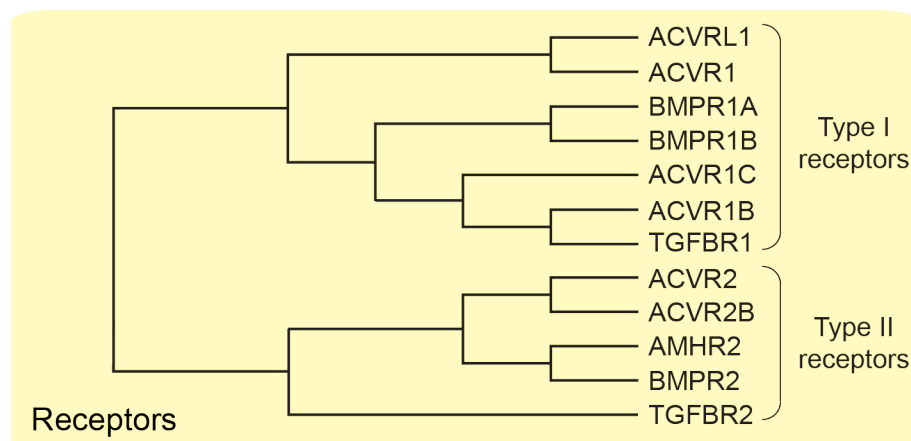 ACVRL1
ACVR1
BMPR1A
BMPR1B
ACVR1C
ACVR1B
TGFBR1
Type I
receptors
ACVR2
ACVR2B
AMHR2
BMPR2
TGFBR2
Type II
receptors
Receptors